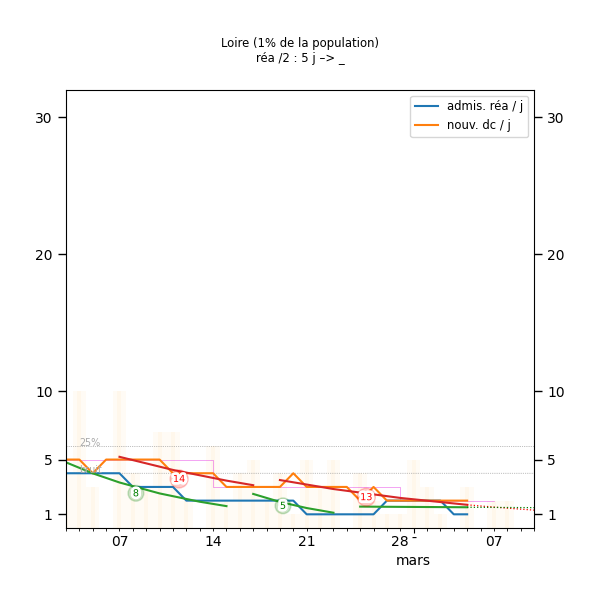 Loire (1% de la population)
réa /2 : 5 j –> _
admis. réa / j
nouv. dc / j
30 30
20 20
10 10
25%
5 5
14
8
13
5
1 1
07 14 21 28 07
mars